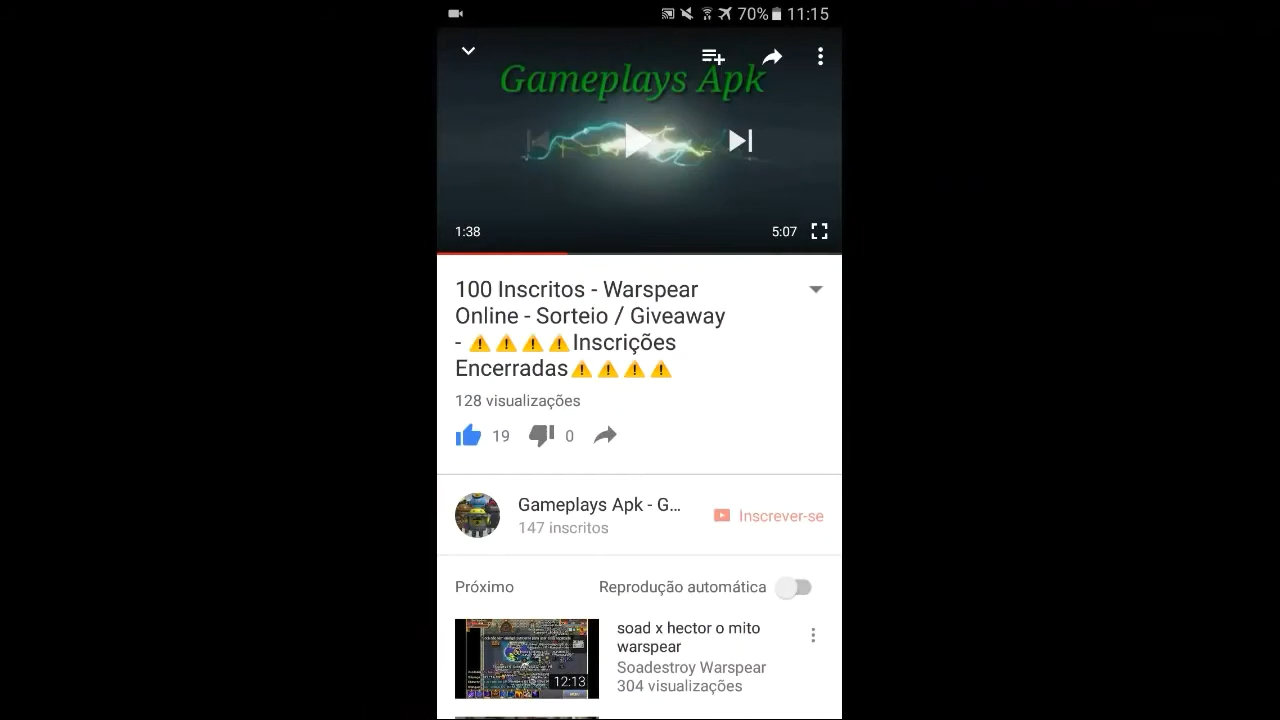 70% 11:15
Gameplays Apk
1:38
5:07
100 Inscritos - Warspear
Online - Sorteio / Giveaway
- ⚠⚠⚠⚠Inscrições
Encerradas⚠⚠⚠⚠
128 visualizações
19 0
Gameplays Apk - G...
147 inscritos
Inscrever-se
Próximo
Reprodução automática
soad x hector o mito
warspear
Soadestroy Warspear
304 visualizações
12:13